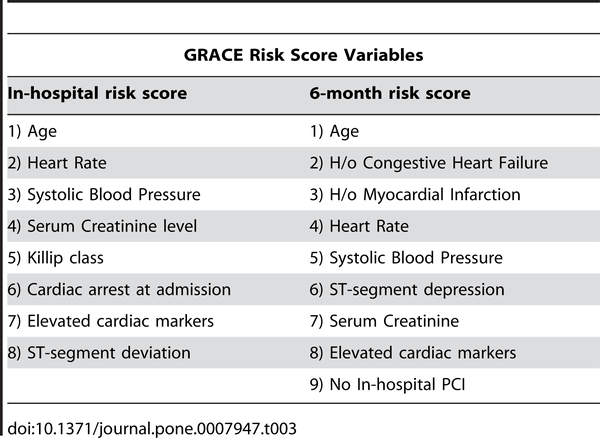 GRACE Risk Score Variables
In-hospital risk score 6-month risk score
1) Age 1) Age
2) Heart Rate 2) H/o Congestive Heart Failure
3) Systolic Blood Pressure 3) H/o Myocardial Infarction
4) Serum Creatinine level 4) Heart Rate
5) Killip class 5) Systolic Blood Pressure
6) Cardiac arrest at admission 6) ST-segment depression
7) Elevated cardiac markers 7) Serum Creatinine
8) ST-segment deviation 8) Elevated cardiac markers
9) No In-hospital PCI
doi:10.1371/journal.pone.0007947.t003